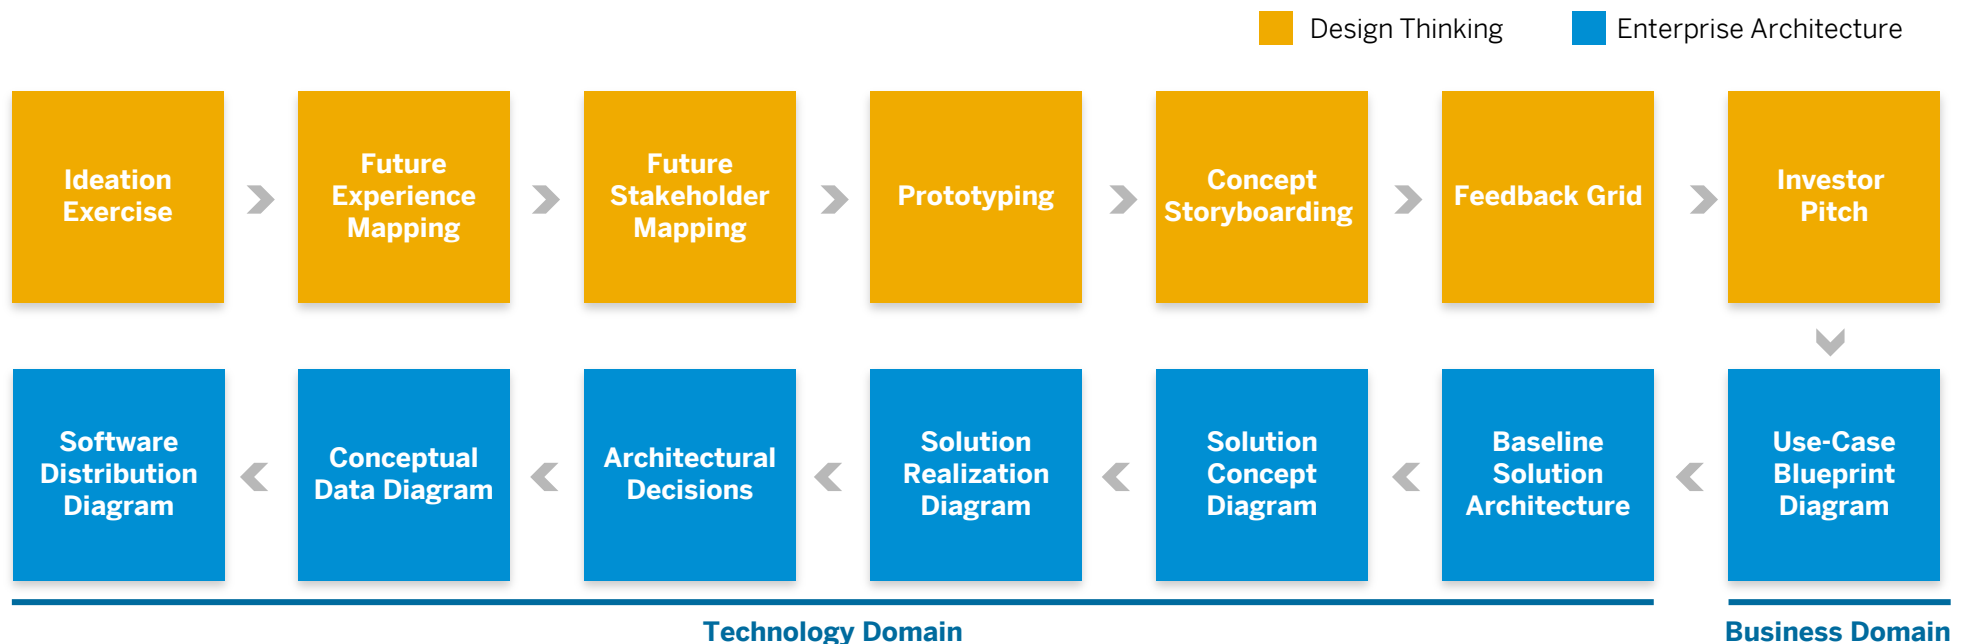 Design Thinking
Enterprise Architecture
Ideation
Exercise
Future
Experience
Mapping
Future
Stakeholder
Mapping
Prototyping
Concept
Storyboarding
Feedback Grid
Investor
Pitch
Software
Distribution
Diagram
Conceptual
Data Diagram
Architectural
Decisions
Solution
Realization
Diagram
Solution
Concept
Diagram
Baseline
Solution
Architecture
Use-Case
Blueprint
Diagram
Technology Domain
Business Domain